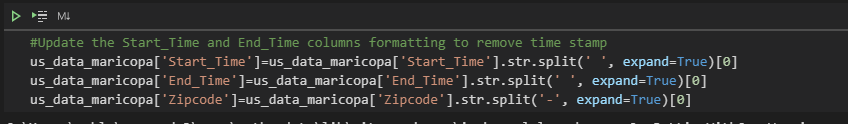 M↓
#Update the Start_Time and End_Time columns formatting to remove time stamp
us_data_maricopa['Start_Time']=us_data_maricopa['Start_Time'].str.split(' ', expand=True)[0]
us_data_maricopa['End_Time']=us_data_maricopa['End_Time'].str.split(' ', expand=True)[0]
us_data_maricopa['Zipcode']=us_data_maricopa['Zipcode'].str.split('-', expand=True)[0]